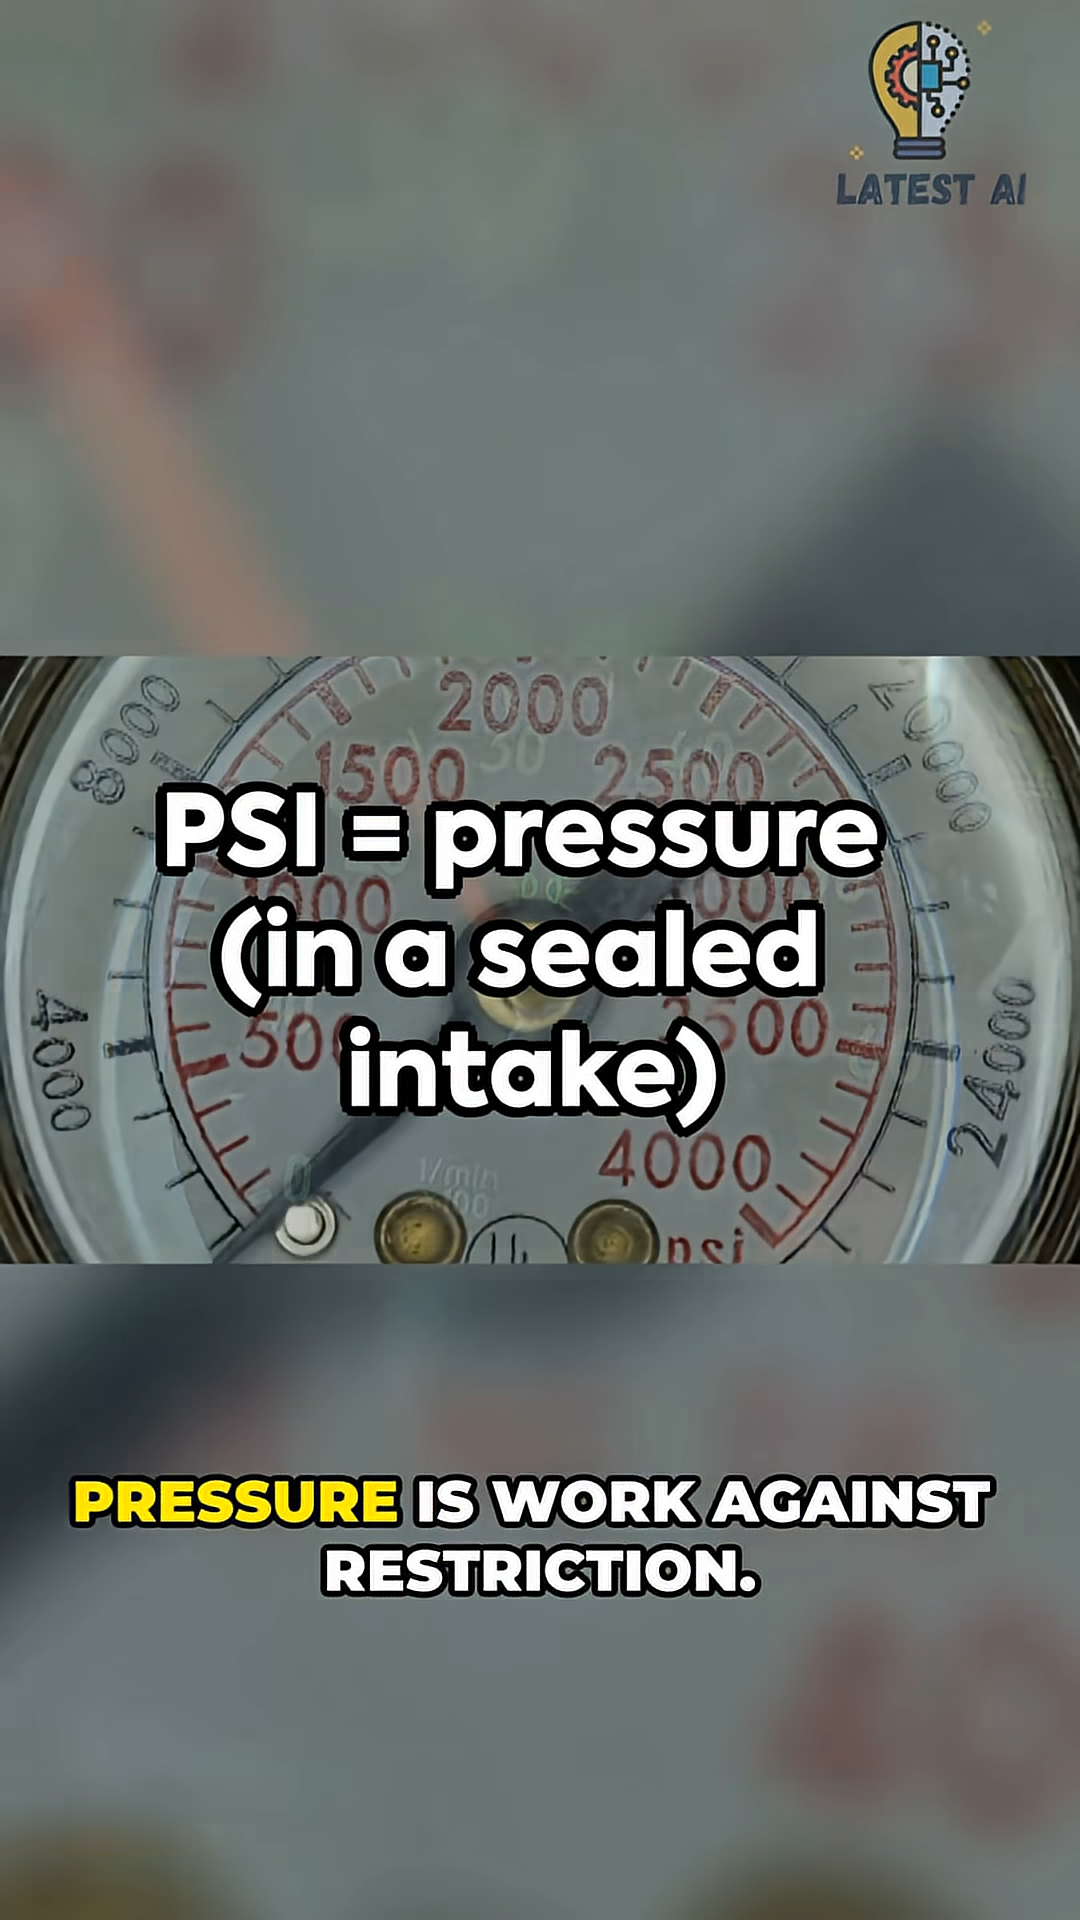 LATEST AI
2000
8000
1500
2500
PSI = pressure
(in a sealed
intake)
4000
24000
4000
psi
PRESSURE IS WORK AGAINST
RESTRICTION.